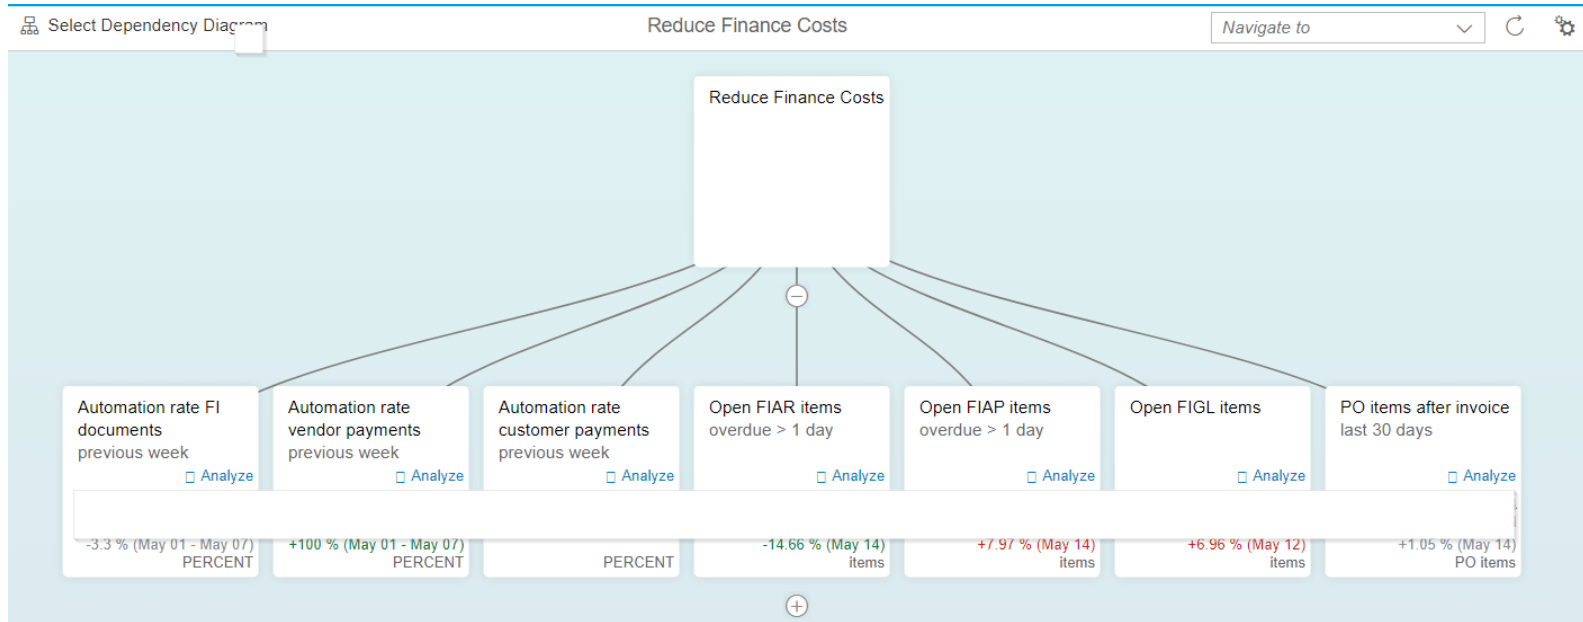 Select Dependency Diagram
Reduce Finance Costs
Navigate to
Reduce Finance Costs
Automation rate FI
documents
previous week
Analyze
-3.3 % (May 01 - May 07)
PERCENT
Automation rate
vendor payments
previous week
Analyze
+100 % (May 01 - May 07)
PERCENT
Automation rate
customer payments
previous week
Analyze
PERCENT
Open FIAR items
overdue > 1 day
Analyze
-14.66 % (May 14)
items
Open FIAP items
overdue > 1 day
Analyze
+7.97 % (May 14)
items
Open FIGL items
Analyze
+6.96 % (May 12)
items
PO items after invoice
last 30 days
Analyze
+1.05 % (May 14)
PO items